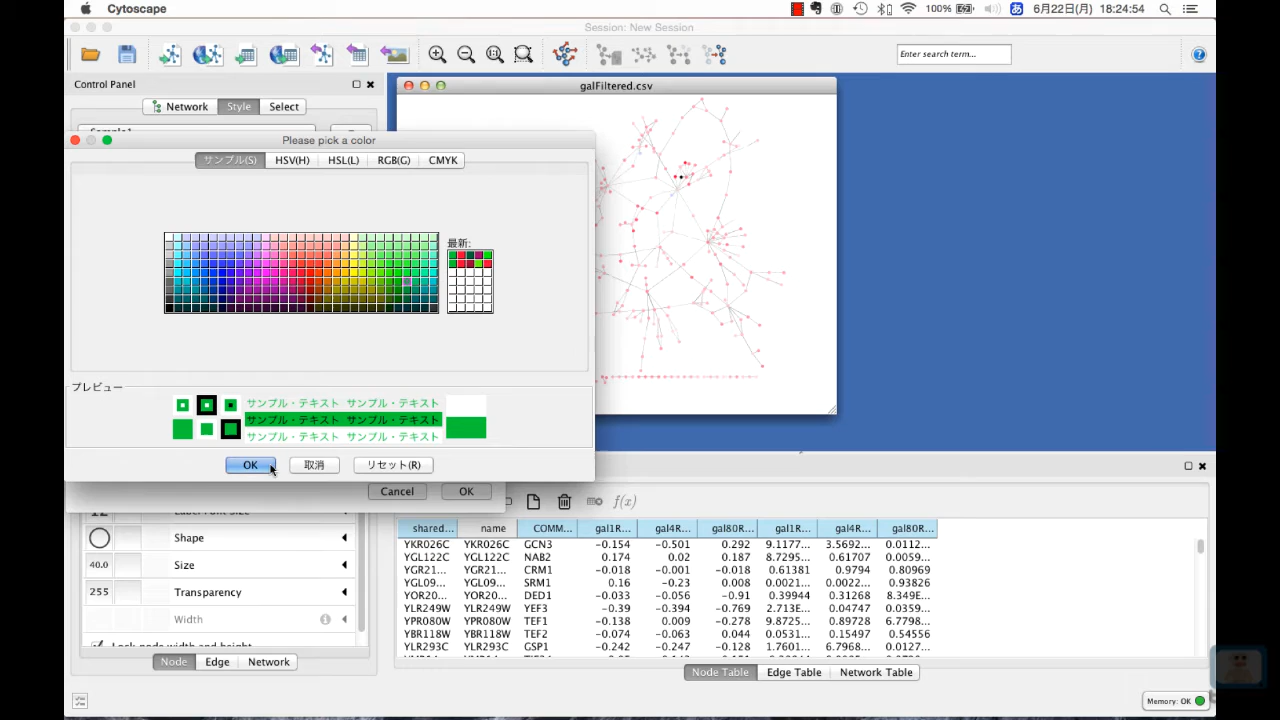 Cytoscape
100%
あ
6月22日(月) 18:24:54
Session: New Session
Enter search term...
Control Panel
galFiltered.csv
Network
Style
Select
Please pick a color
サンプル(S)
HSV(H)
HSL(L)
RGB(G)
CMYK
最新:
プレビュー
サンプル・テキスト サンプル・テキスト
サンプル・テキスト サンプル・テキスト
サンプル・テキスト サンプル・テキスト
OK
取消
リセット(R)
Cancel
OK
f(x)
Shape
40.0
Size
255
Transparency
Width
Lock node width and height
Node
Edge
Network
shared...
name
COMM...
gal1R...
gal4R...
gal80R...
gal1R...
gal4R...
gal80R...
YKR026C YKR026C GCN3 -0.154 -0.501 0.292 9.1177... 3.5692... 0.0112...
YGL122C YGL122C NAB2 0.174 0.02 0.187 8.7295... 0.61707 0.0059...
YGR21... YGR21... CRM1 -0.018 -0.001 -0.018 0.61381 0.9794 0.80969
YGL09... YGL09... SRM1 0.16 -0.23 0.008 0.0021... 0.0022... 0.93826
YOR20... YOR20... DED1 -0.033 -0.056 -0.91 0.39944 0.31268 8.349E...
YLR249W YLR249W YEF3 -0.39 -0.394 -0.769 2.713E... 0.04747 0.0359...
YPR080W YPR080W TEF1 -0.138 0.009 -0.278 9.9825... 0.89728 6.7798...
YBR118W YBR118W TEF2 -0.074 -0.063 0.044 0.0531... 0.15497 0.54556
YLR293C YLR293C GSP1 -0.242 -0.247 -0.128 1.7601... 6.7968... 0.0127...
Node Table
Edge Table
Network Table
Memory: OK